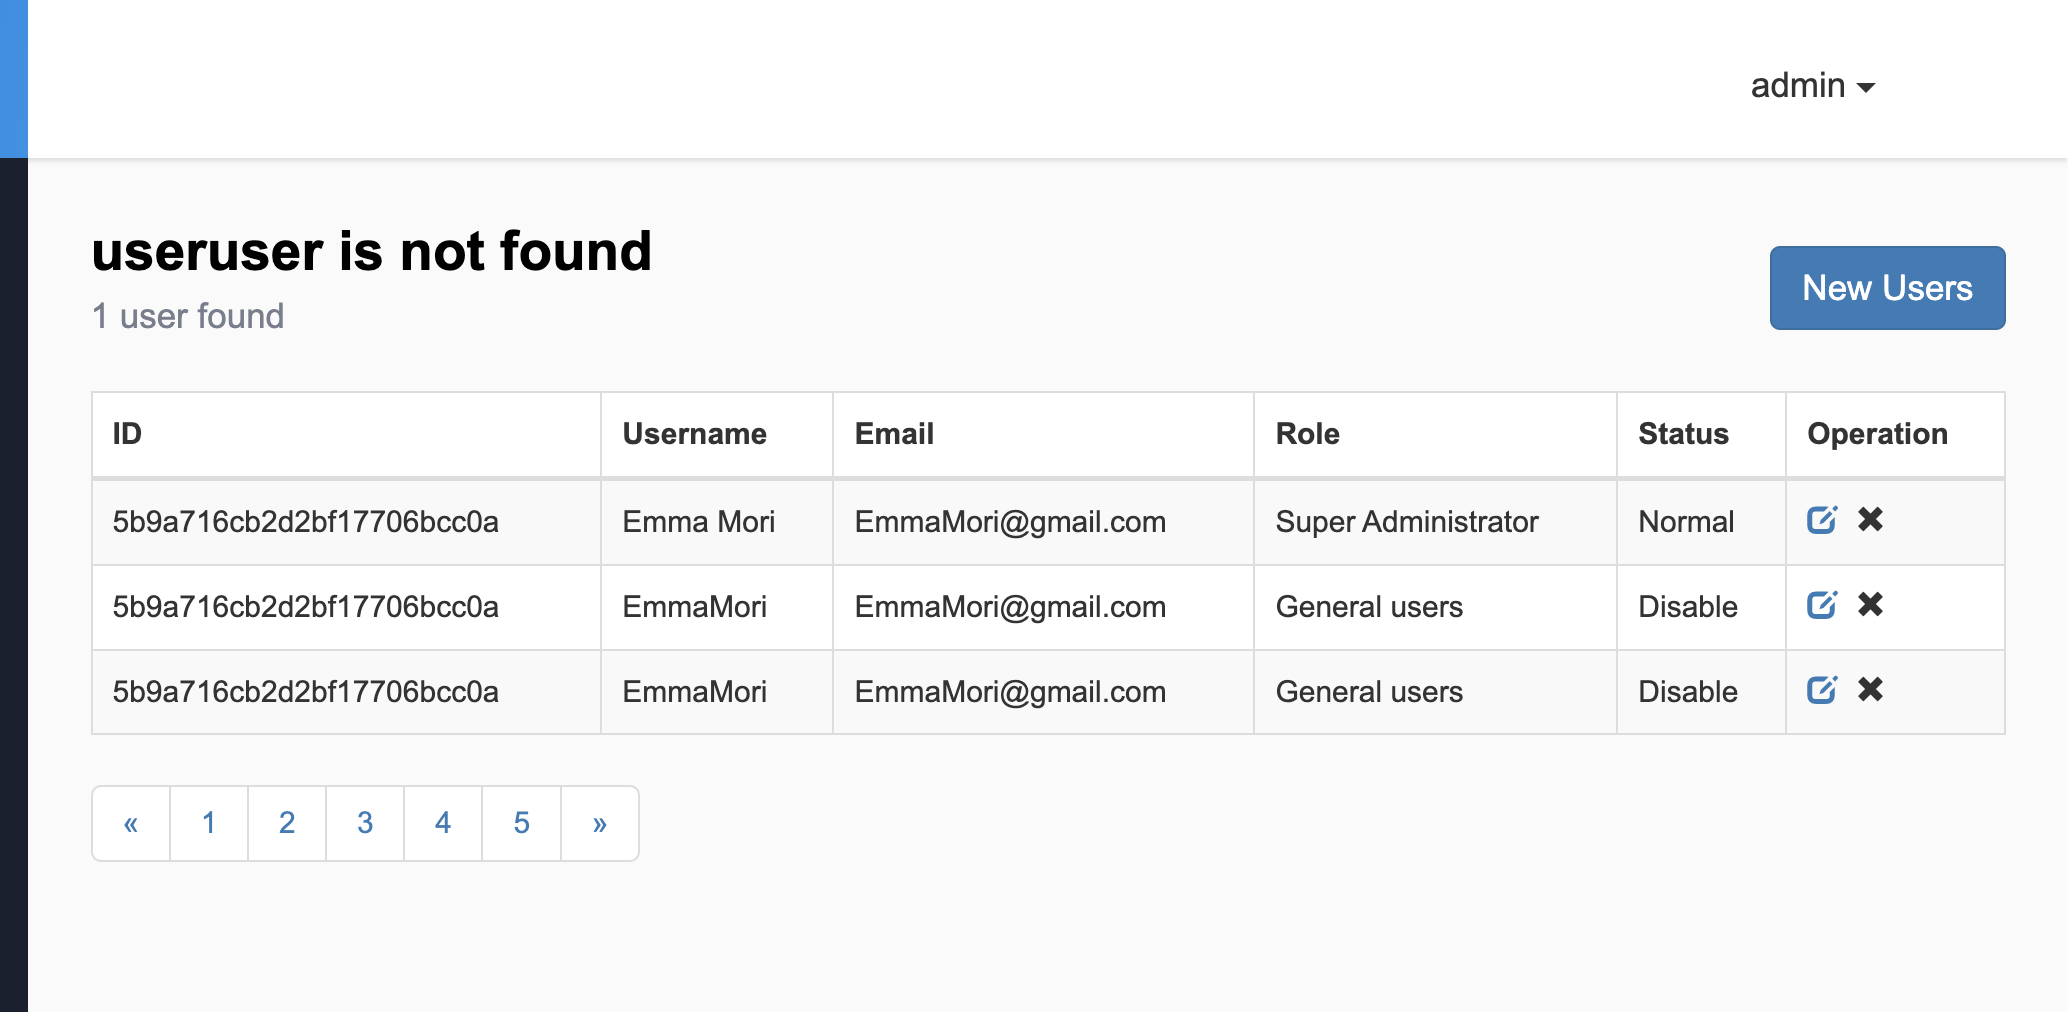 admin
useruser is not found
1 user found
New Users
ID Username Email Role Status Operation
5b9a716cb2d2bf17706bcc0a Emma Mori EmmaMori@gmail.com Super Administrator Normal
5b9a716cb2d2bf17706bcc0a EmmaMori EmmaMori@gmail.com General users Disable
5b9a716cb2d2bf17706bcc0a EmmaMori EmmaMori@gmail.com General users Disable
« 1 2 3 4 5 »